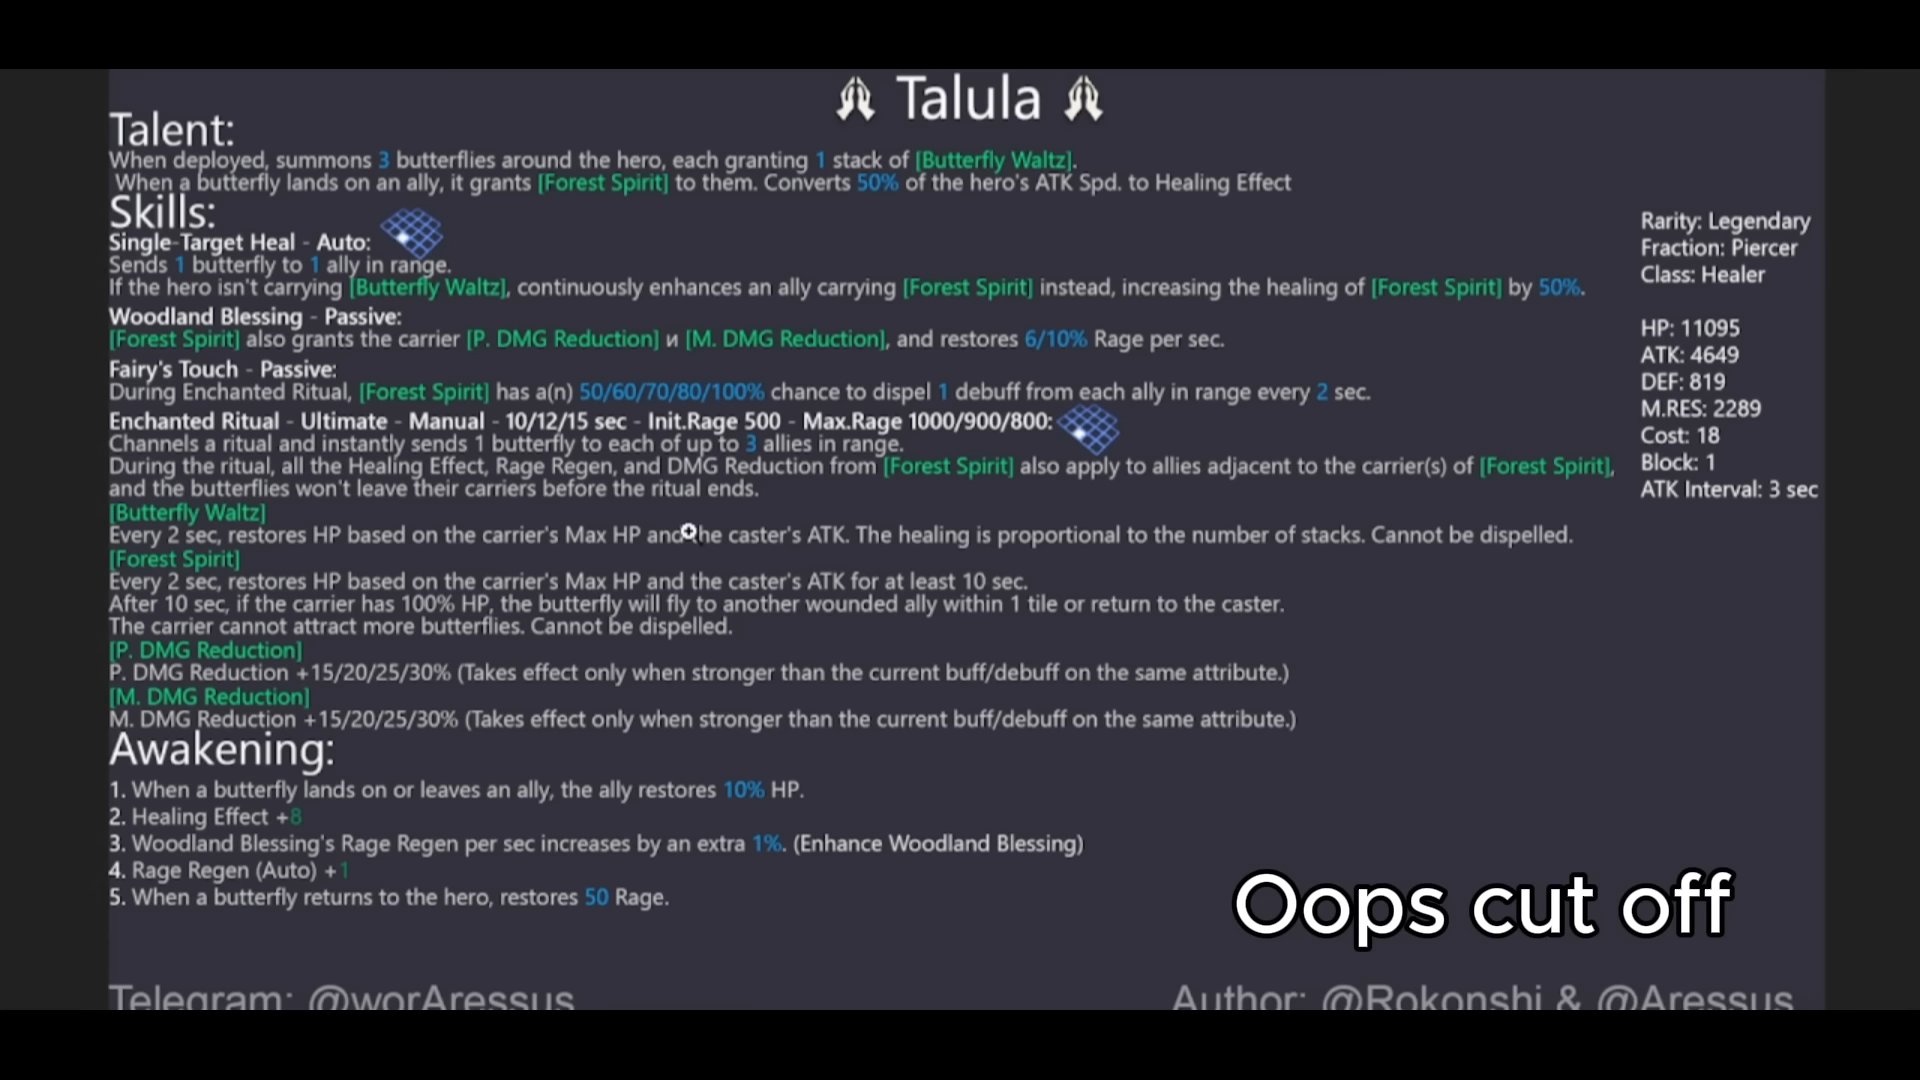 Talula
Talent:
When deployed, summons 3 butterflies around the hero, each granting 1 stack of [Butterfly Waltz].
When a butterfly lands on an ally, it grants [Forest Spirit] to them. Converts 50% of the hero's ATK Spd. to Healing Effect
Skills:
Single-Target Heal - Auto:
Sends 1 butterfly to 1 ally in range.
If the hero isn't carrying [Butterfly Waltz], continuously enhances an ally carrying [Forest Spirit] instead, increasing the healing of [Forest Spirit] by 50%.
Woodland Blessing - Passive:
[Forest Spirit] also grants the carrier [P. DMG Reduction] и [M. DMG Reduction], and restores 6/10% Rage per sec.
Fairy's Touch - Passive:
During Enchanted Ritual, [Forest Spirit] has a(n) 50/60/70/80/100% chance to dispel 1 debuff from each ally in range every 2 sec.
Enchanted Ritual - Ultimate - Manual - 10/12/15 sec - Init.Rage 500 - Max.Rage 1000/900/800:
Channels a ritual and instantly sends 1 butterfly to each of up to 3 allies in range.
During the ritual, all the Healing Effect, Rage Regen, and DMG Reduction from [Forest Spirit] also apply to allies adjacent to the carrier(s) of [Forest Spirit],
and the butterflies won't leave their carriers before the ritual ends.
[Butterfly Waltz]
Every 2 sec, restores HP based on the carrier's Max HP and the caster's ATK. The healing is proportional to the number of stacks. Cannot be dispelled.
[Forest Spirit]
Every 2 sec, restores HP based on the carrier's Max HP and the caster's ATK for at least 10 sec.
After 10 sec, if the carrier has 100% HP, the butterfly will fly to another wounded ally within 1 tile or return to the caster.
The carrier cannot attract more butterflies. Cannot be dispelled.
[P. DMG Reduction]
P. DMG Reduction +15/20/25/30% (Takes effect only when stronger than the current buff/debuff on the same attribute.)
[M. DMG Reduction]
M. DMG Reduction +15/20/25/30% (Takes effect only when stronger than the current buff/debuff on the same attribute.)
Awakening:
1. When a butterfly lands on or leaves an ally, the ally restores 10% HP.
2. Healing Effect +8
3. Woodland Blessing's Rage Regen per sec increases by an extra 1%. (Enhance Woodland Blessing)
4. Rage Regen (Auto) +1
5. When a butterfly returns to the hero, restores 50 Rage.
Rarity: Legendary
Fraction: Piercer
Class: Healer
HP: 11095
ATK: 4649
DEF: 819
M.RES: 2289
Cost: 18
Block: 1
ATK Interval: 3 sec
Oops cut off
Telegram: @worAressus
Author: @Rokonshi & @Aressus